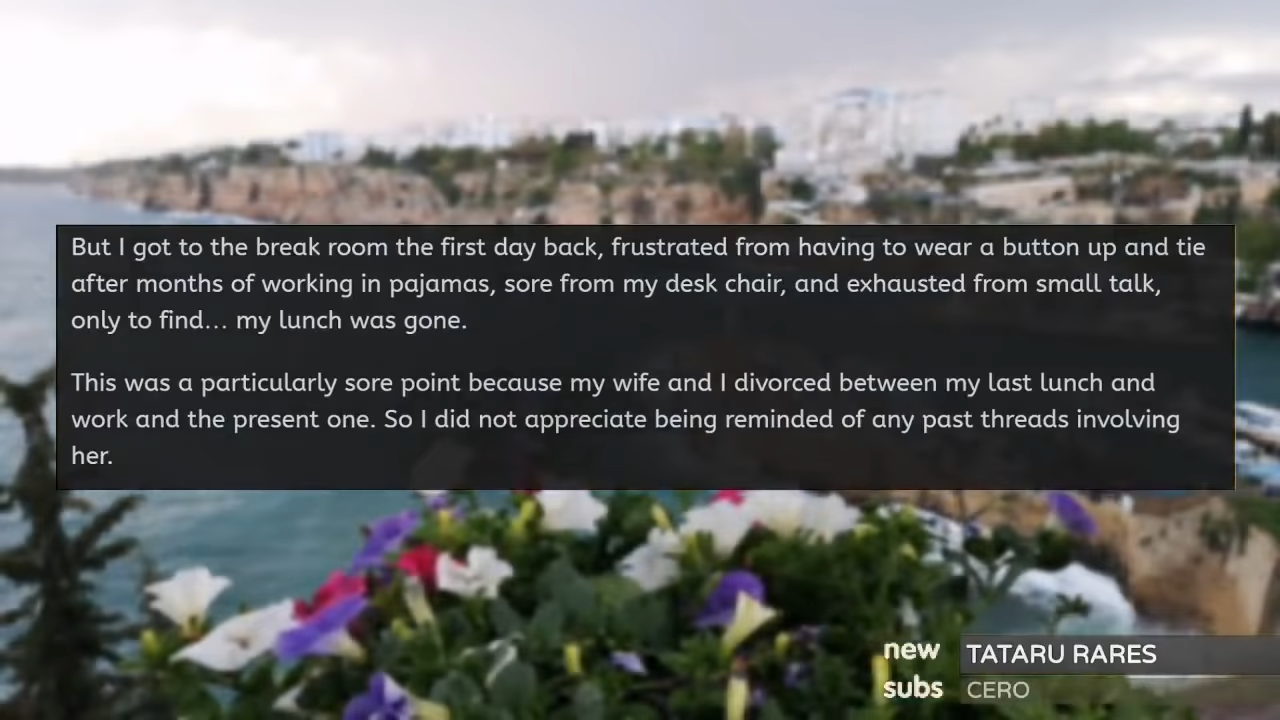 But I got to the break room the first day back, frustrated from having to wear a button up and tie
after months of working in pajamas, sore from my desk chair, and exhausted from small talk,
only to find... my lunch was gone.
This was a particularly sore point because my wife and I divorced between my last lunch and
work and the present one. So I did not appreciate being reminded of any past threads involving
her.
new
TATARU RARES
subs
CERO